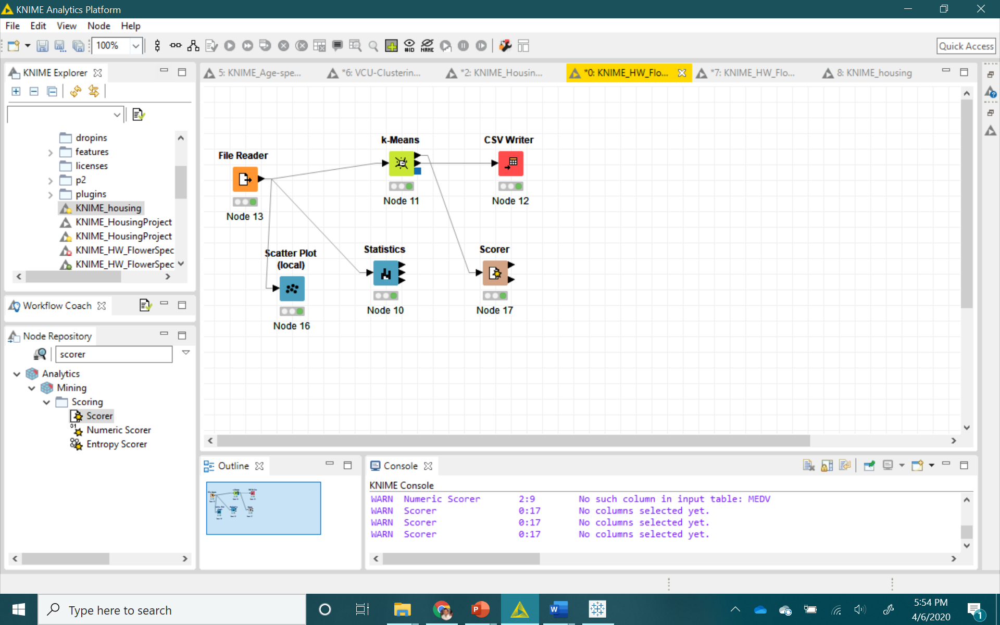 KNIME Analytics Platform
File Edit View Node Help
100%
#ID
NAME
Quick Access
KNIME Explorer
5: KNIME_Age-spe...
*6: VCU-Clusterin...
*2: KNIME_Housin...
*0: KNIME_HW_Flo...
*7: KNIME_HW_Flo...
8: KNIME_housing
dropins
features
licenses
p2
plugins
KNIME_housing
KNIME_HousingProject
KNIME_HousingProject
KNIME_HW_FlowerSpec
KNIME_HW_FlowerSpec
Workflow Coach
Node Repository
scorer
Analytics
Mining
Scoring
Scorer
31
Numeric Scorer
Entropy Scorer
File Reader
Node 13
k-Means
Node 11
CSV Writer
Node 12
Scatter Plot
(local)
Node 16
Statistics
Node 10
Scorer
Node 17
Outline
Console
KNIME Console
WARN Numeric Scorer 2:9 No such column in input table: MEDV
WARN Scorer 0:17 No columns selected yet.
WARN Scorer 0:17 No columns selected yet.
WARN Scorer 0:17 No columns selected yet.
Type here to search
P
W
5:54 PM
4/6/2020
1